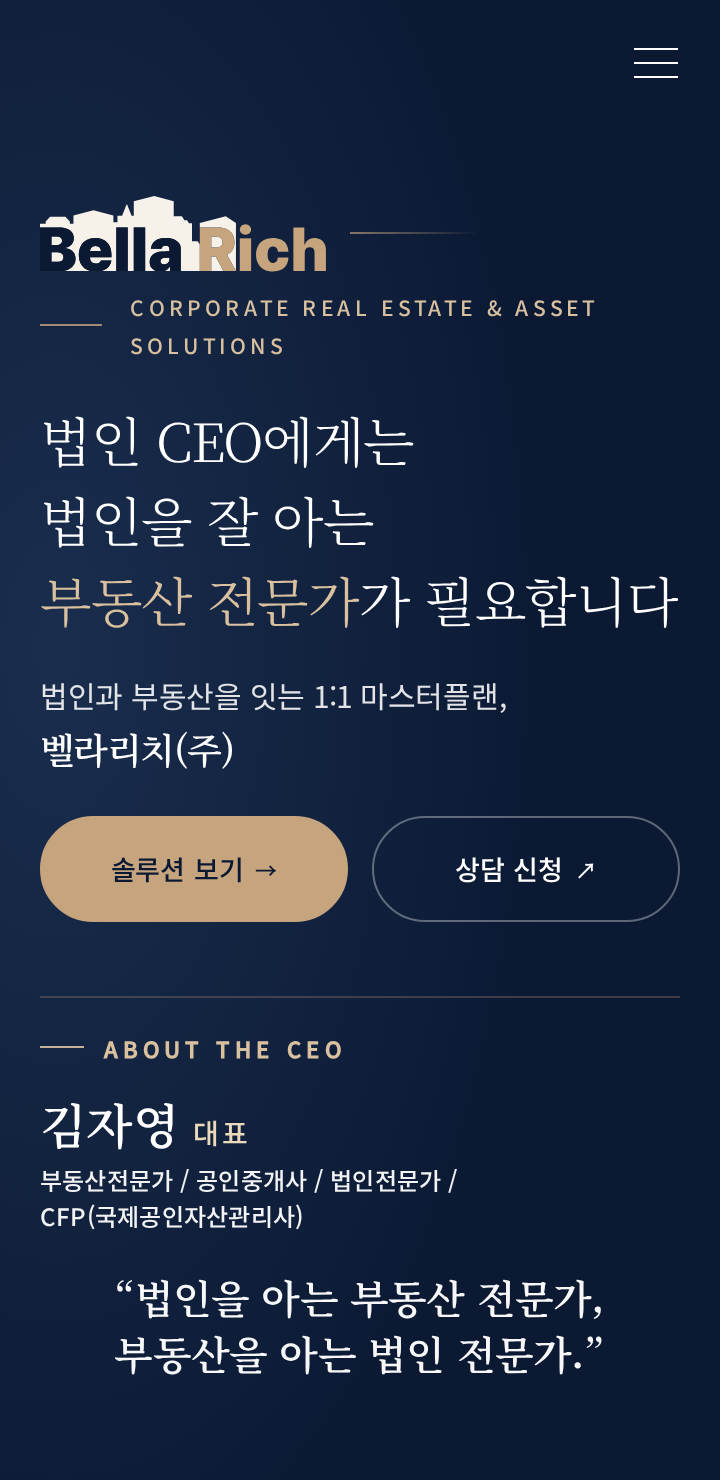 Bella Rich
CORPORATE REAL ESTATE & ASSET
SOLUTIONS
법인 CEO에게는
법인을 잘 아는
부동산 전문가가 필요합니다
법인과 부동산을 잇는 1:1 마스터플랜,
벨라리치(주)
솔루션 보기 →
상담 신청 ↗
ABOUT THE CEO
김자영 대표
부동산전문가 / 공인중개사 / 법인전문가 /
CFP(국제공인자산관리사)
“법인을 아는 부동산 전문가,
부동산을 아는 법인 전문가.”